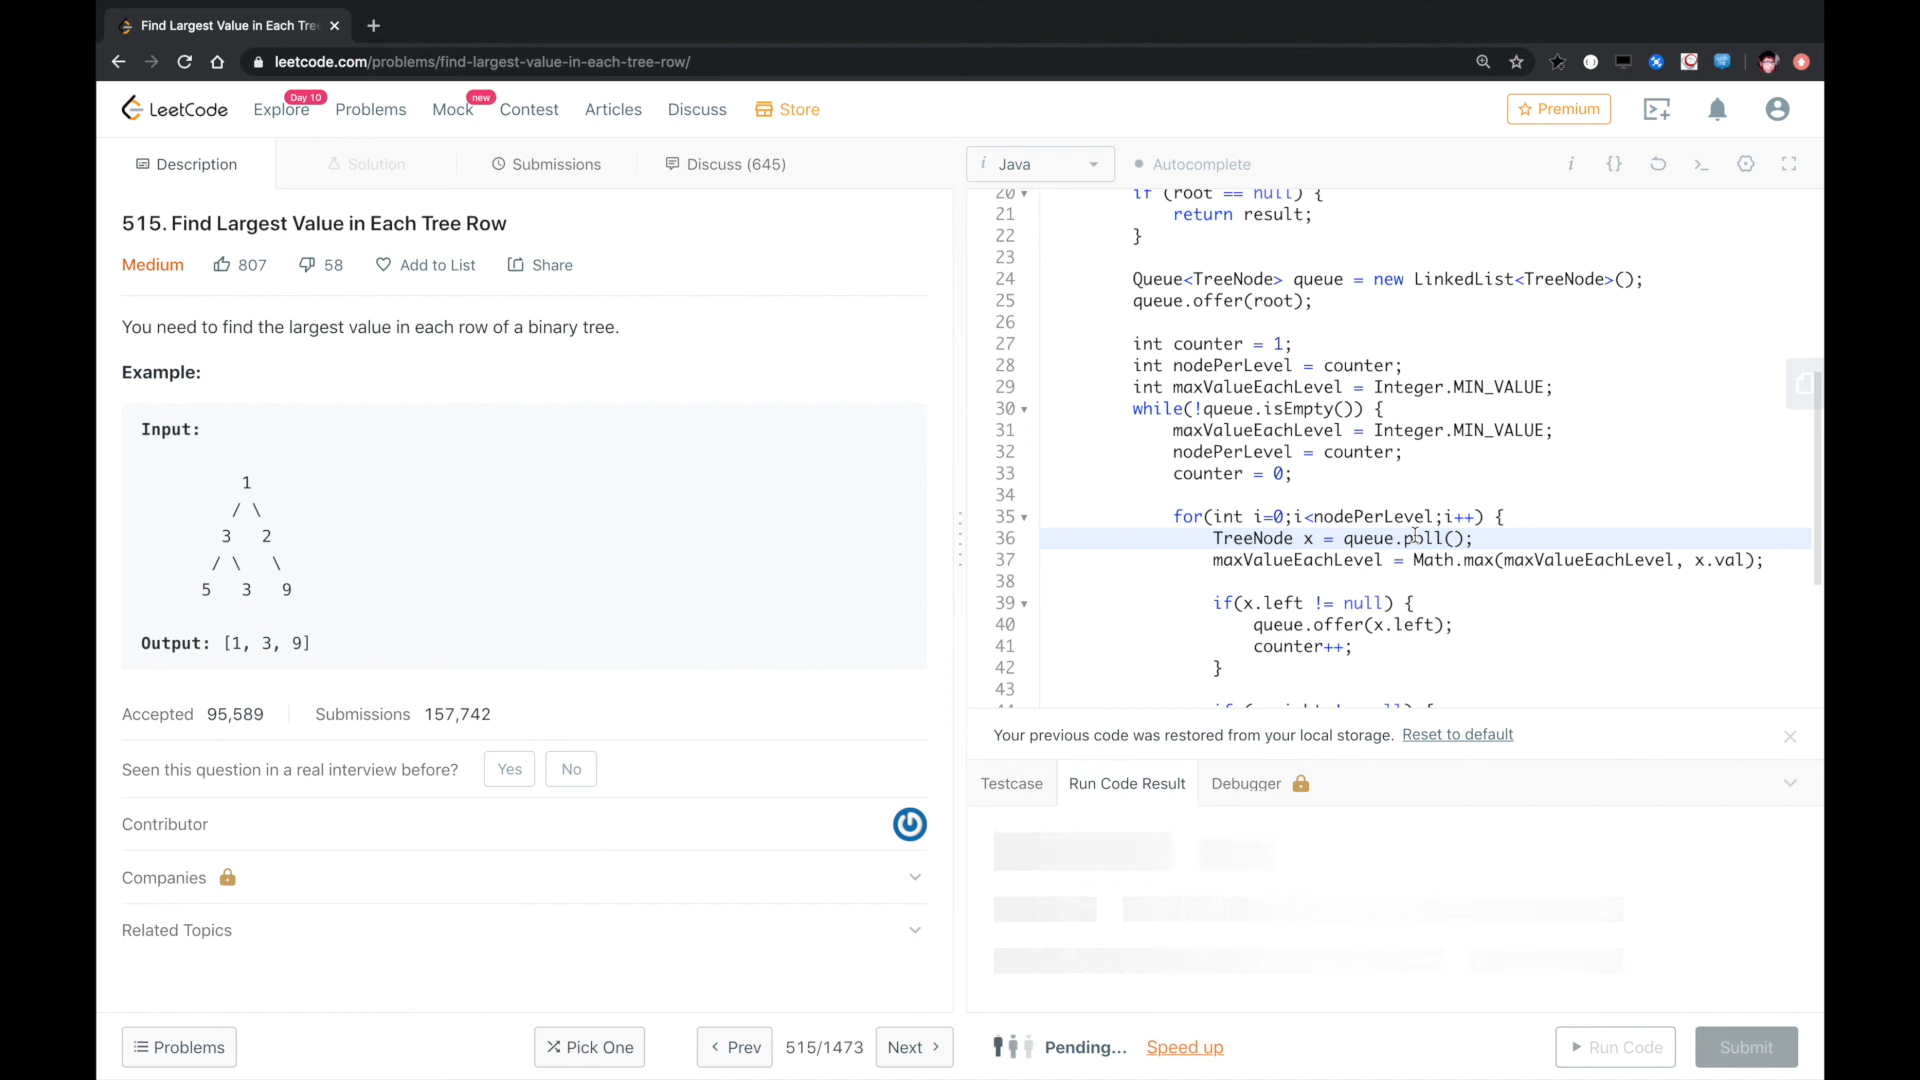 Find Largest Value in Each Tre
leetcode.com/problems/find-largest-value-in-each-tree-row/
LeetCode
Explore
Day 10
Problems
Mock
new
Contest
Articles
Discuss
Store
Premium
Description
Solution
Submissions
Discuss (645)
i Java
Autocomplete
515. Find Largest Value in Each Tree Row
Medium
807
58
Add to List
Share
You need to find the largest value in each row of a binary tree.
Example:
Input:
1
/ \
3 2
/ \ \
5 3 9
Output: [1, 3, 9]
Accepted 95,589
Submissions 157,742
Seen this question in a real interview before?
Yes
No
Contributor
Companies
Related Topics
Problems
Pick One
Prev
515/1473
Next
20 if (root == null) {
21 return result;
22 }
23
24 Queue<TreeNode> queue = new LinkedList<TreeNode>();
25 queue.offer(root);
26
27 int counter = 1;
28 int nodePerLevel = counter;
29 int maxValueEachLevel = Integer.MIN_VALUE;
30 while(!queue.isEmpty()) {
31 maxValueEachLevel = Integer.MIN_VALUE;
32 nodePerLevel = counter;
33 counter = 0;
34
35 for(int i=0;i<nodePerLevel;i++) {
36 TreeNode x = queue.poll();
37 maxValueEachLevel = Math.max(maxValueEachLevel, x.val);
38
39 if(x.left != null) {
40 queue.offer(x.left);
41 counter++;
42 }
43
Your previous code was restored from your local storage. Reset to default
Testcase
Run Code Result
Debugger
Pending...
Speed up
Run Code
Submit